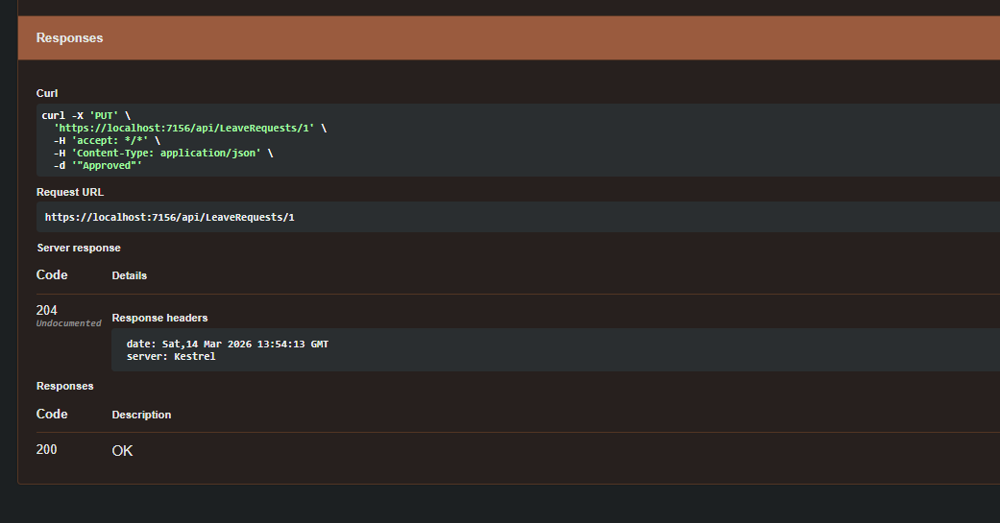 Responses
Curl
curl -X 'PUT' \
'https://localhost:7156/api/LeaveRequests/1' \
-H 'accept: */*' \
-H 'Content-Type: application/json' \
-d '"Approved"'
Request URL
https://localhost:7156/api/LeaveRequests/1
Server response
Code Details
204
Undocumented
Response headers
date: Sat,14 Mar 2026 13:54:13 GMT
server: Kestrel
Responses
Code Description
200 OK